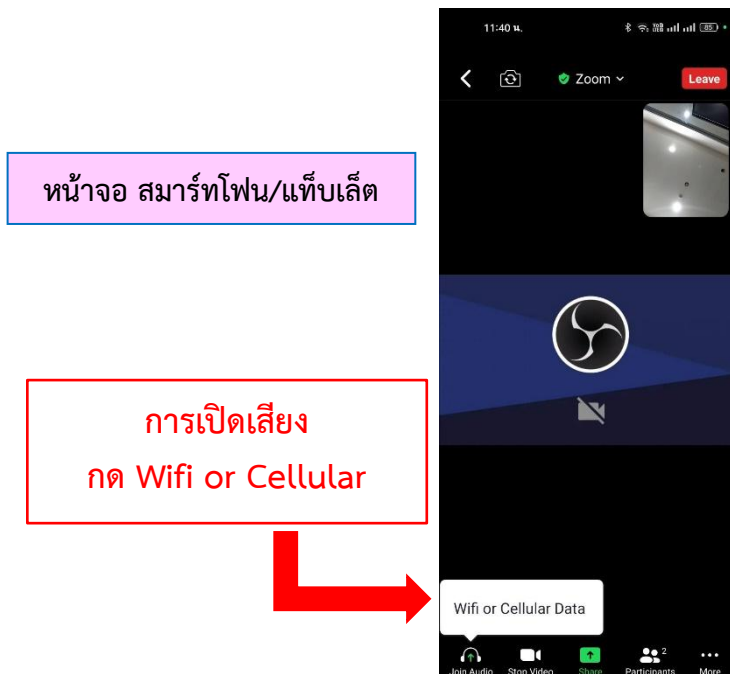 11:40 น.
85
Zoom
Leave
หน้าจอ สมาร์ทโฟน/แท็บเล็ต
การเปิดเสียง
กด Wifi or Cellular
Wifi or Cellular Data
2
Join Audio Stop Video Share Participants More